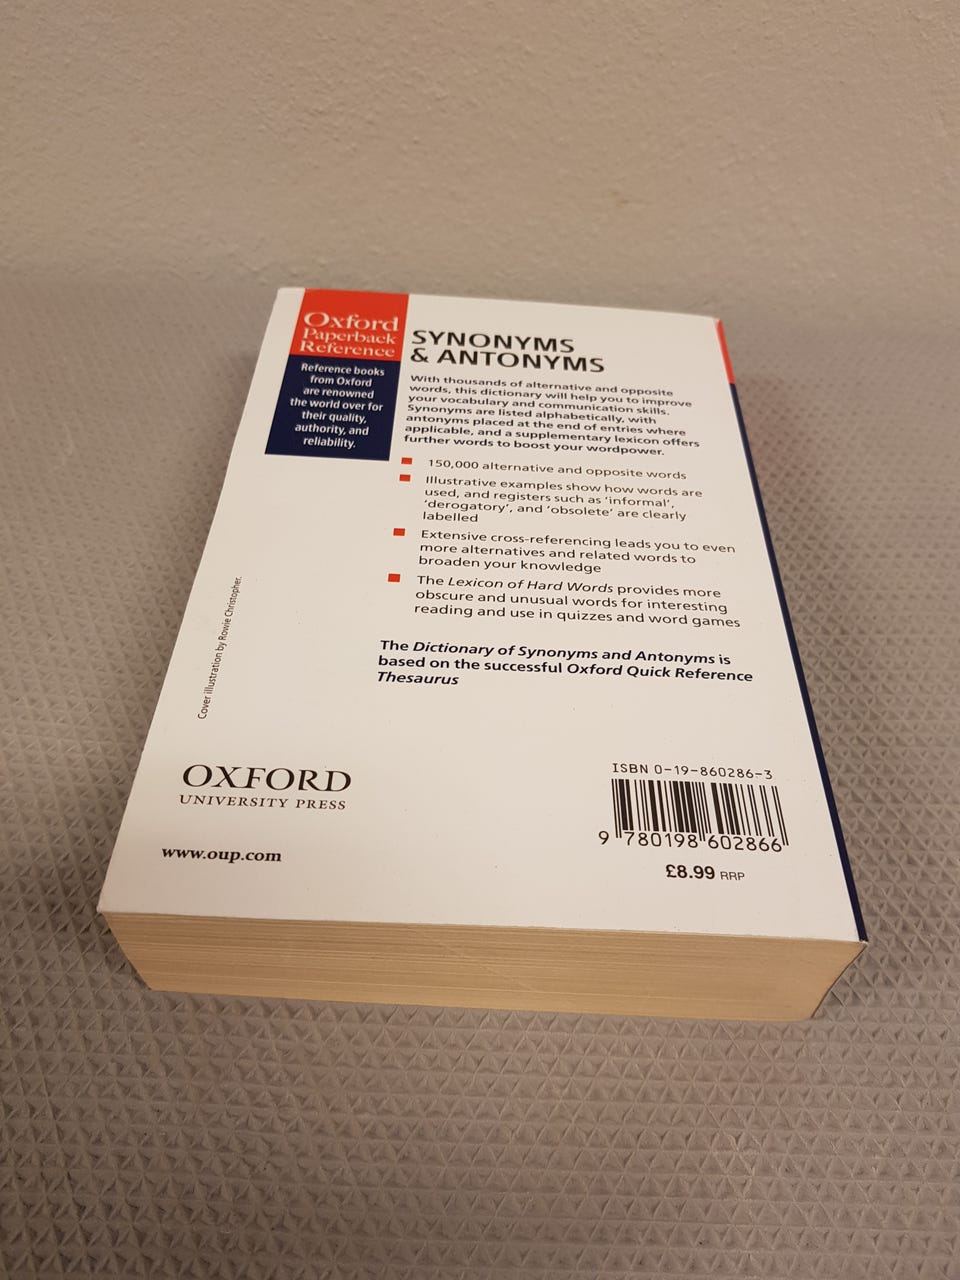 Oxford
Paperback
Reference
Reference books
from Oxford
are renowned
the world over for
their quality,
authority, and
reliability.
SYNONYMS
& ANTONYMS
With thousands of alternative and opposite
words, this dictionary will help you to improve
your vocabulary and communication skills.
Synonyms are listed alphabetically, with
antonyms placed at the end of entries where
applicable, and a supplementary lexicon offers
further words to boost your wordpower.
150,000 alternative and opposite words
Illustrative examples show how words are
used, and registers such as ‘informal’,
‘derogatory’, and ‘obsolete’ are clearly
labelled
Extensive cross-referencing leads you to even
more alternatives and related words to
broaden your knowledge
The Lexicon of Hard Words provides more
obscure and unusual words for interesting
reading and use in quizzes and word games
The Dictionary of Synonyms and Antonyms is
based on the successful Oxford Quick Reference
Thesaurus
Cover illustration by Rowie Christopher.
OXFORD
UNIVERSITY PRESS
www.oup.com
ISBN 0-19-860286-3
9 780198 602866
£8.99 RRP